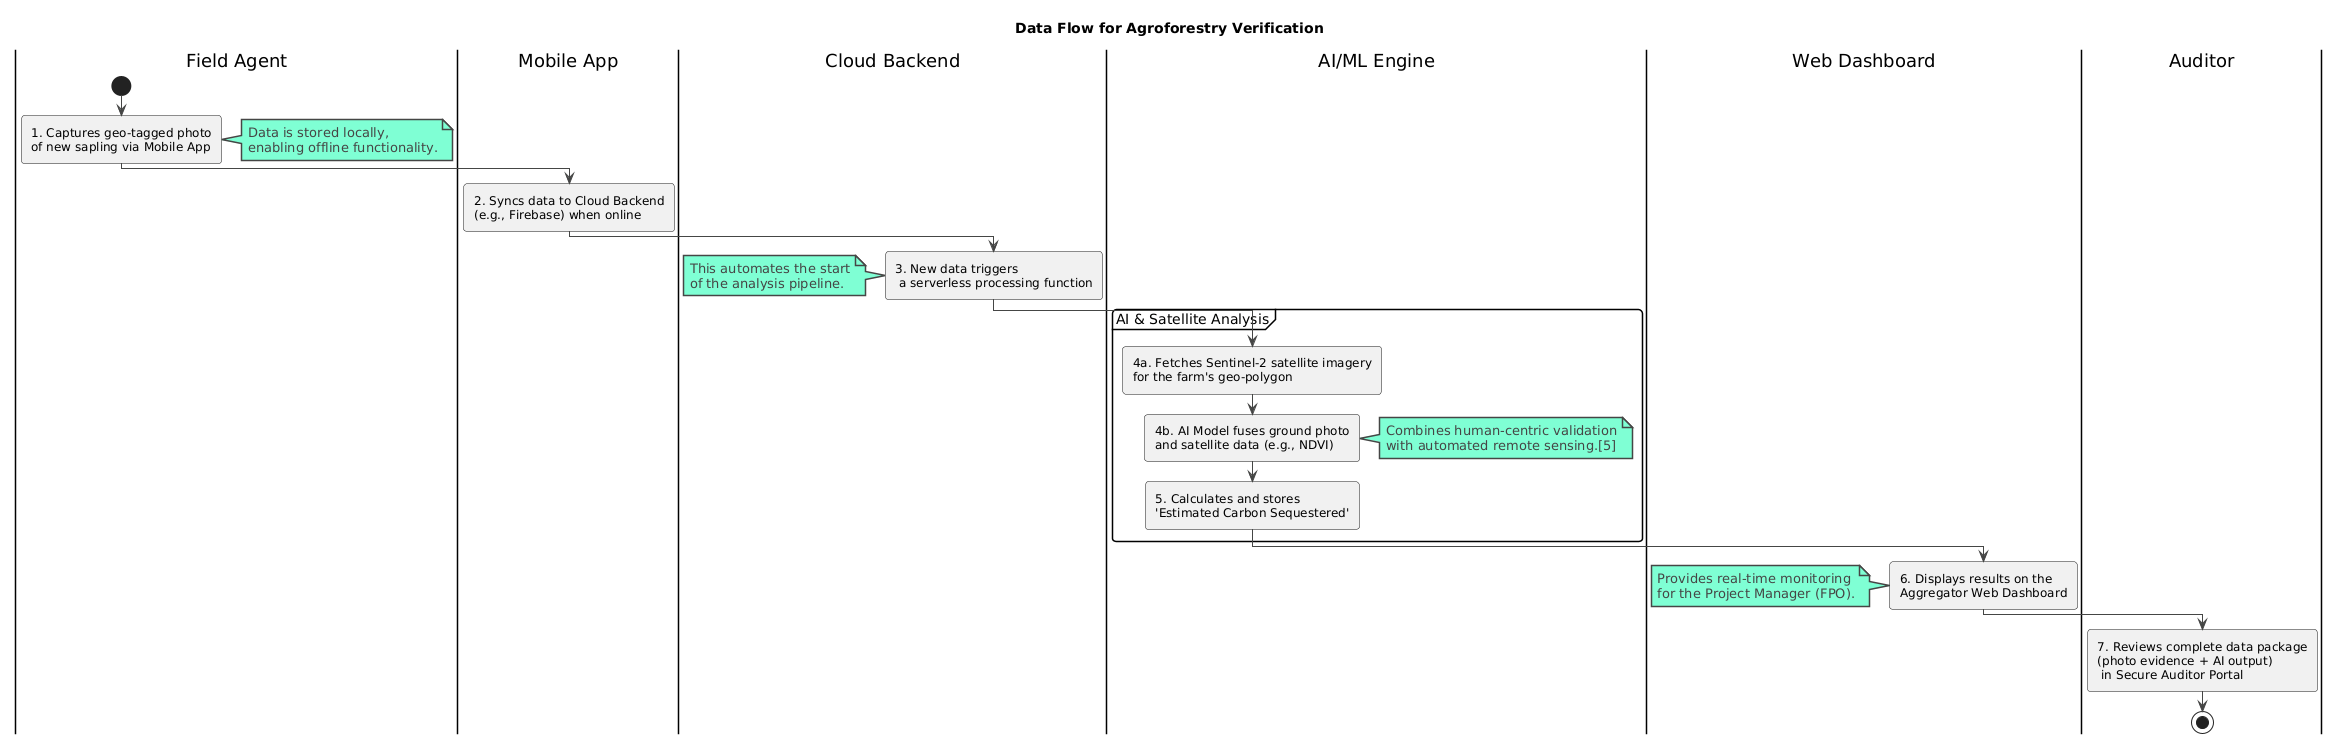 Data Flow for Agroforestry Verification
Field Agent
Mobile App
Cloud Backend
AI/ML Engine
Web Dashboard
Auditor
1. Captures geo-tagged photo
of new sapling via Mobile App
Data is stored locally,
enabling offline functionality.
2. Syncs data to Cloud Backend
(e.g., Firebase) when online
This automates the start
of the analysis pipeline.
3. New data triggers
a serverless processing function
AI & Satellite Analysis
4a. Fetches Sentinel-2 satellite imagery
for the farm's geo-polygon
4b. AI Model fuses ground photo
and satellite data (e.g., NDVI)
Combines human-centric validation
with automated remote sensing.[5]
5. Calculates and stores
'Estimated Carbon Sequestered'
Provides real-time monitoring
for the Project Manager (FPO).
6. Displays results on the
Aggregator Web Dashboard
7. Reviews complete data package
(photo evidence + AI output)
in Secure Auditor Portal